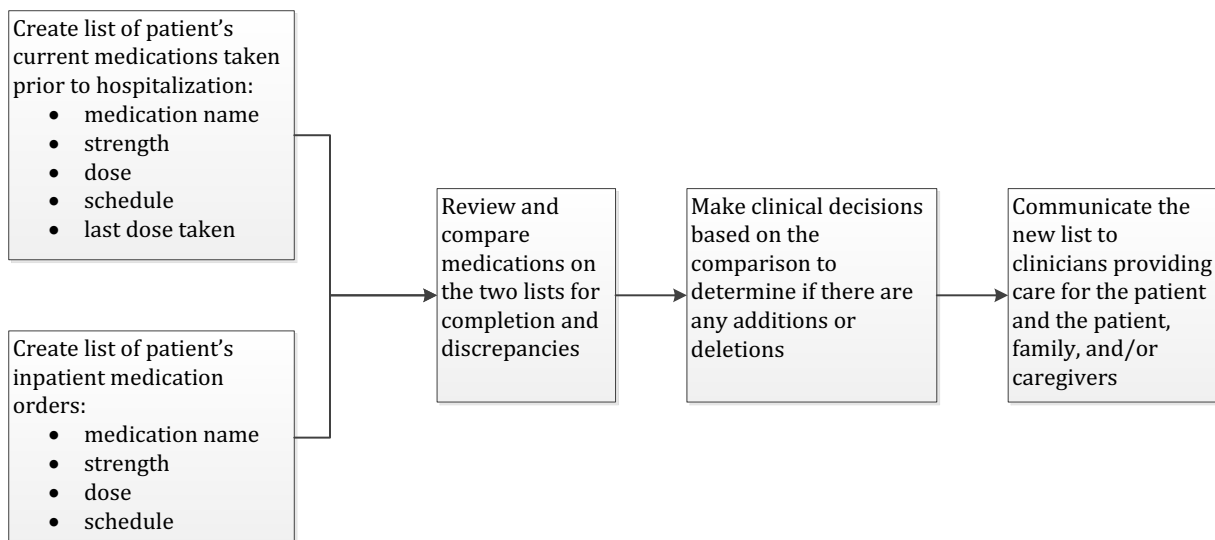 Create list of patient’s
current medications taken
prior to hospitalization:
• medication name
• strength
• dose
• schedule
• last dose taken
Create list of patient’s
inpatient medication
orders:
• medication name
• strength
• dose
• schedule
Review and
compare
medications on
the two lists for
completion and
discrepancies
Make clinical decisions
based on the
comparison to
determine if there are
any additions or
deletions
Communicate the
new list to
clinicians providing
care for the patient
and the patient,
family, and/or
caregivers